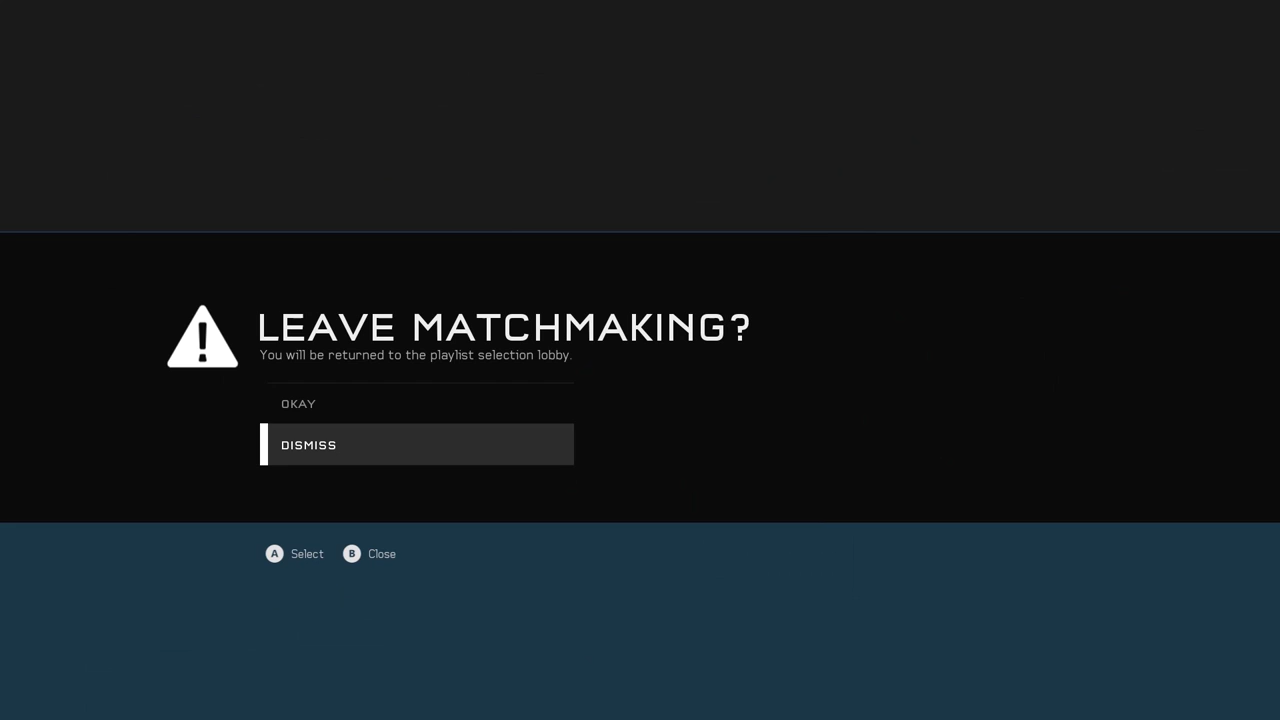 LEAVE MATCHMAKING?
You will be returned to the playlist selection lobby.
OKAY
DISMISS
A Select B Close